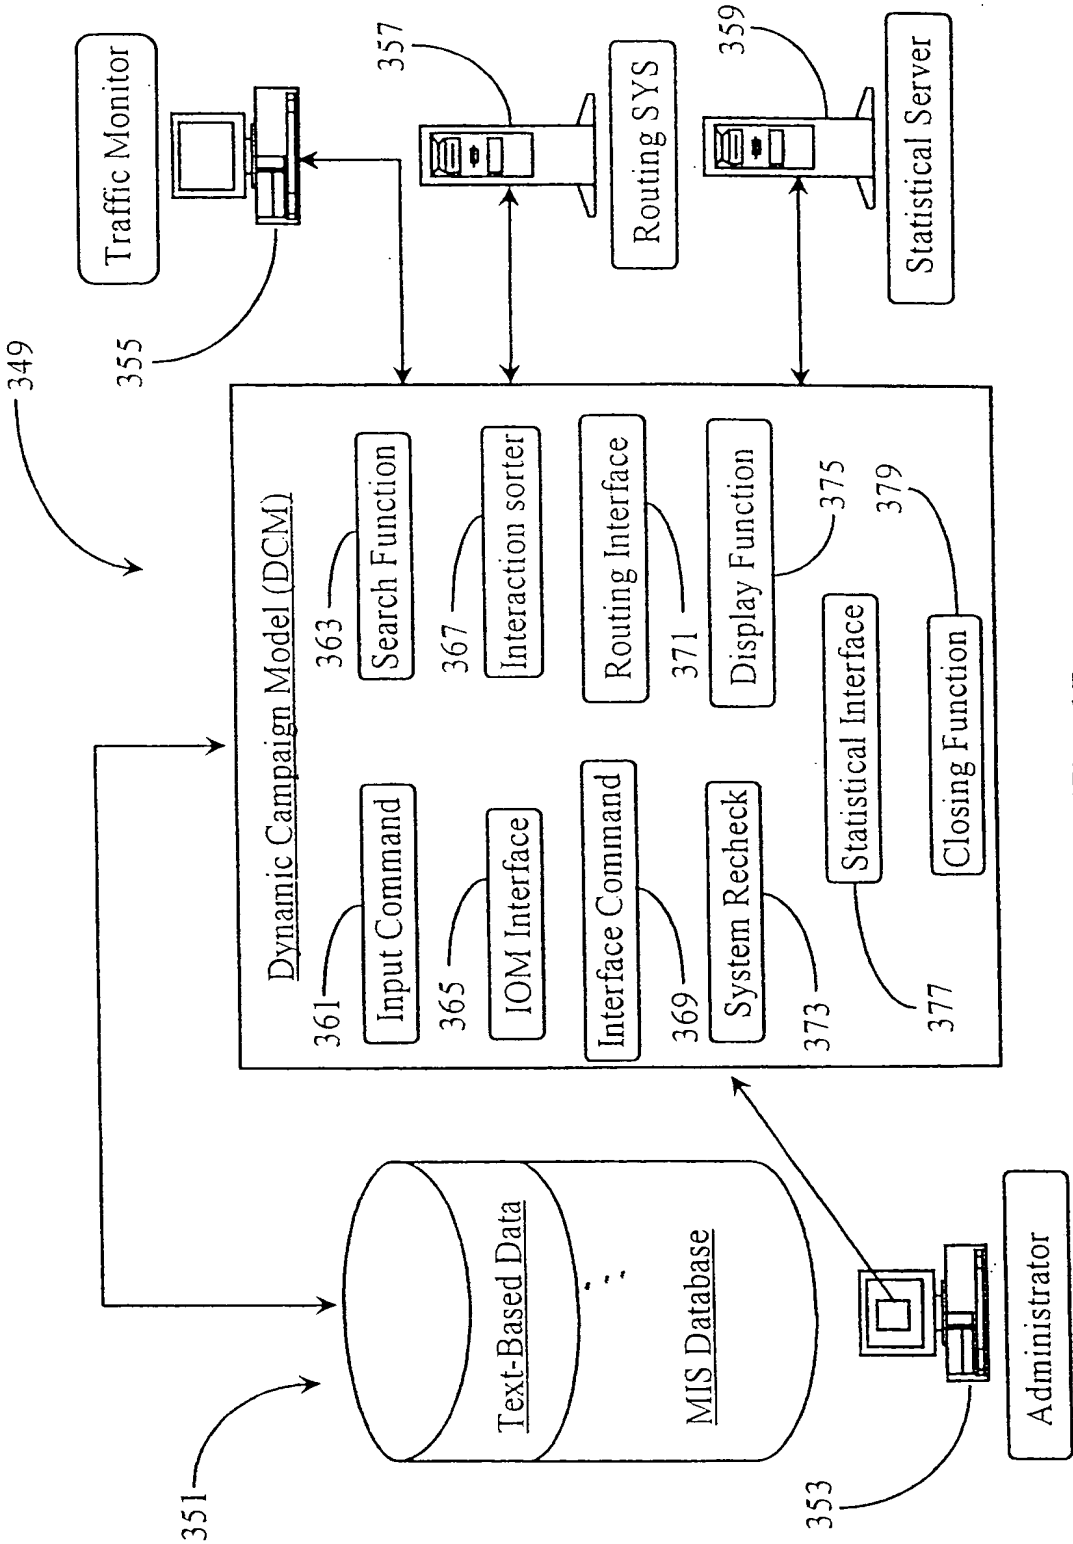 349
351
Text-Based Data
MIS Database
353
Administrator
Dynamic Campaign Model (DCM)
361
Input Command
363
Search Function
365
IOM Interface
367
Interaction sorter
Interface Command
369
Routing Interface
371
System Recheck
373
Display Function
375
Statistical Interface
377
Closing Function
379
Traffic Monitor
355
357
Routing SYS
359
Statistical Server